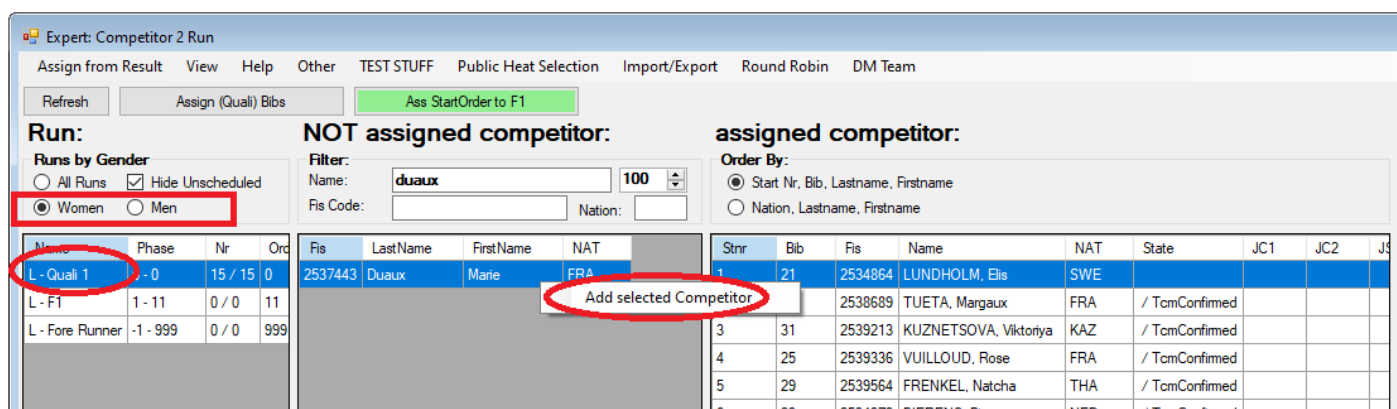 Expert: Competitor 2 Run
Assign from Result View Help Other TEST STUFF Public Heat Selection Import/Export Round Robin DM Team
Refresh Assign (Quali) Bibs Ass StartOrder to F1
Run: NOT assigned competitor: assigned competitor:
Runs by Gender Filter: Order By:
All Runs Hide Unscheduled Name: duaux 100 Start Nr, Bib, Lastname, Firstname
Women Men Fis Code: Nation: Nation, Lastname, Firstname
Name Phase Nr Ord Fis LastName FirstName NAT Stnr Bib Fis Name NAT State JC1 JC2 JS
L - Quali 1 - 0 15 / 15 0 2537443 Duaux Marie FRA 1 21 2534864 LUNDHOLM, Elis SWE
L - F1 1 - 11 0 / 0 11 Add selected Competitor 2538689 TUETA, Margaux FRA / TcmConfirmed
L - Fore Runner -1 - 999 0 / 0 999 3 31 2539213 KUZNETSOVA, Viktoriya KAZ / TcmConfirmed
4 25 2539336 VUILLOUD, Rose FRA / TcmConfirmed
5 29 2539564 FRENKEL, Natcha THA / TcmConfirmed